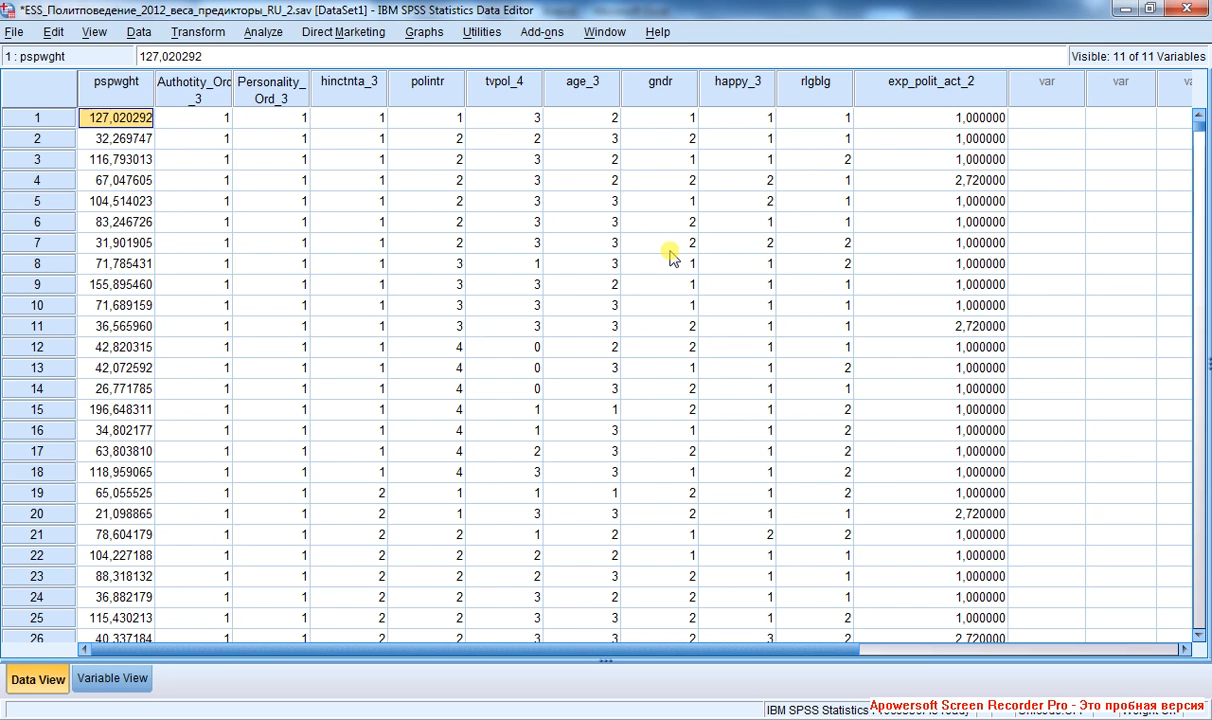 *ESS_Политповедение_2012_веса_предикторы_RU_2.sav [DataSet1] - IBM SPSS Statistics Data Editor
File Edit View Data Transform Analyze Direct Marketing Graphs Utilities Add-ons Window Help
1 : pspwght 127,020292 Visible: 11 of 11 Variables
pspwght Authotity_Ord_3 Personality_Ord_3 hinctnta_3 polintr tvpol_4 age_3 gndr happy_3 rlgblg exp_polit_act_2 var var va
1 127,020292 1 1 1 1 3 2 1 1 1 1,000000
2 32,269747 1 1 1 2 2 3 2 1 1 1,000000
3 116,793013 1 1 1 2 3 2 1 1 2 1,000000
4 67,047605 1 1 1 2 3 2 2 2 1 2,720000
5 104,514023 1 1 1 2 3 3 1 2 1 1,000000
6 83,246726 1 1 1 2 3 3 2 1 1 1,000000
7 31,901905 1 1 1 2 3 3 2 2 2 1,000000
8 71,785431 1 1 1 3 1 3 1 1 2 1,000000
9 155,895460 1 1 1 3 3 2 1 1 1 1,000000
10 71,689159 1 1 1 3 3 3 1 1 1 1,000000
11 36,565960 1 1 1 3 3 3 2 1 1 2,720000
12 42,820315 1 1 1 4 0 2 2 1 1 1,000000
13 42,072592 1 1 1 4 0 3 1 1 2 1,000000
14 26,771785 1 1 1 4 0 3 2 1 1 1,000000
15 196,648311 1 1 1 4 1 1 2 1 2 1,000000
16 34,802177 1 1 1 4 1 3 1 1 2 1,000000
17 63,803810 1 1 1 4 2 3 2 1 2 1,000000
18 118,959065 1 1 1 4 3 3 1 1 2 1,000000
19 65,055525 1 1 2 1 1 1 2 1 2 1,000000
20 21,098865 1 1 2 1 3 3 2 1 1 2,720000
21 78,604179 1 1 2 2 1 2 1 2 2 1,000000
22 104,227188 1 1 2 2 2 2 1 1 1 1,000000
23 88,318132 1 1 2 2 2 3 2 1 1 1,000000
24 36,882179 1 1 2 2 3 2 2 1 1 1,000000
25 115,430213 1 1 2 2 3 3 2 1 2 1,000000
26 40,337184 1 1 2 2 3 3 2 3 2 2,720000
Data View Variable View
IBM SPSS Statistics
Apowersoft Screen Recorder Pro - Это пробная версия